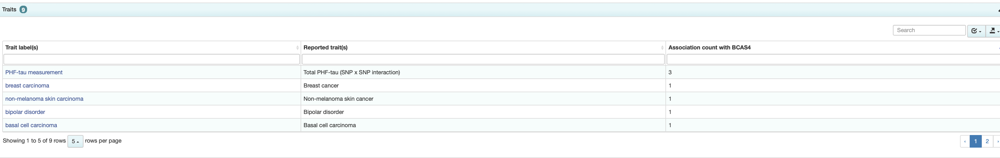 Traits 9
Search
Trait label(s) Reported trait(s) Association count with BCAS4
PHF-tau measurement Total PHF-tau (SNP x SNP interaction) 3
breast carcinoma Breast cancer 1
non-melanoma skin carcinoma Non-melanoma skin cancer 1
bipolar disorder Bipolar disorder 1
basal cell carcinoma Basal cell carcinoma 1
Showing 1 to 5 of 9 rows 5 rows per page ‹ 1 2 ›